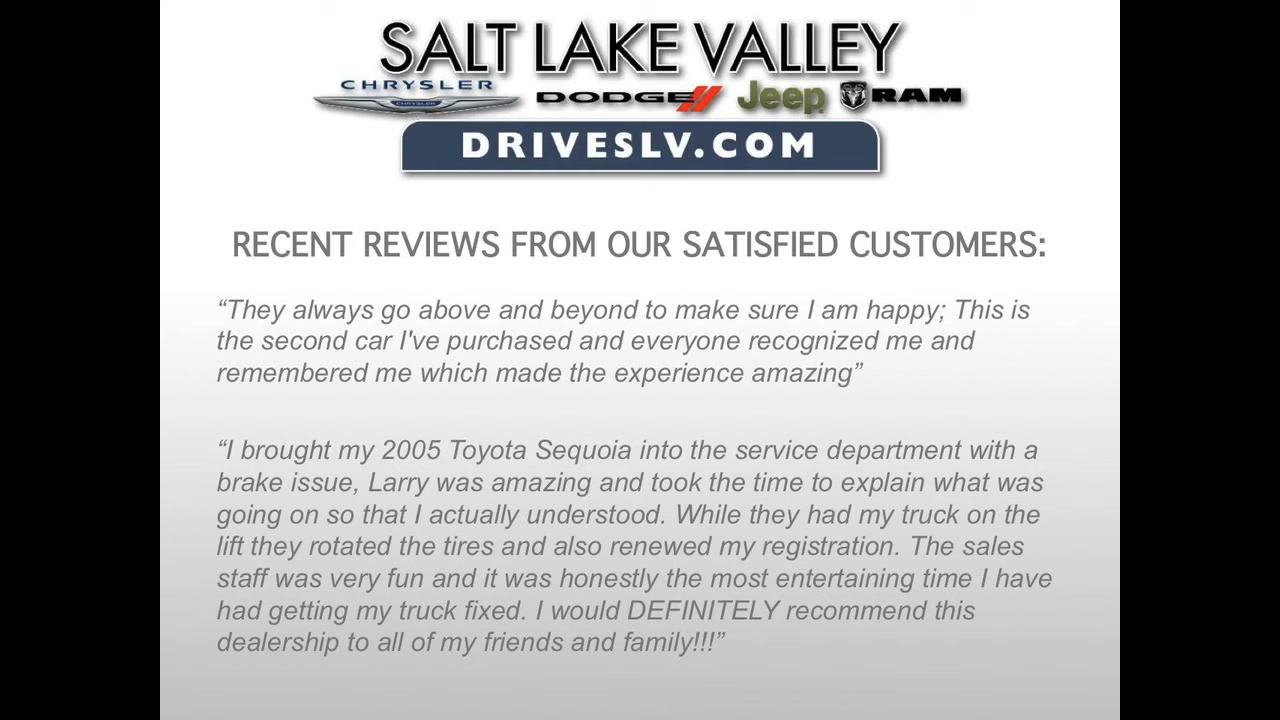 SALT LAKE VALLEY
CHRYSLER DODGE Jeep RAM
CHRYSLER
DRIVESLV.COM
RECENT REVIEWS FROM OUR SATISFIED CUSTOMERS:
“They always go above and beyond to make sure I am happy; This is
the second car I've purchased and everyone recognized me and
remembered me which made the experience amazing”
“I brought my 2005 Toyota Sequoia into the service department with a
brake issue, Larry was amazing and took the time to explain what was
going on so that I actually understood. While they had my truck on the
lift they rotated the tires and also renewed my registration. The sales
staff was very fun and it was honestly the most entertaining time I have
had getting my truck fixed. I would DEFINITELY recommend this
dealership to all of my friends and family!!!”